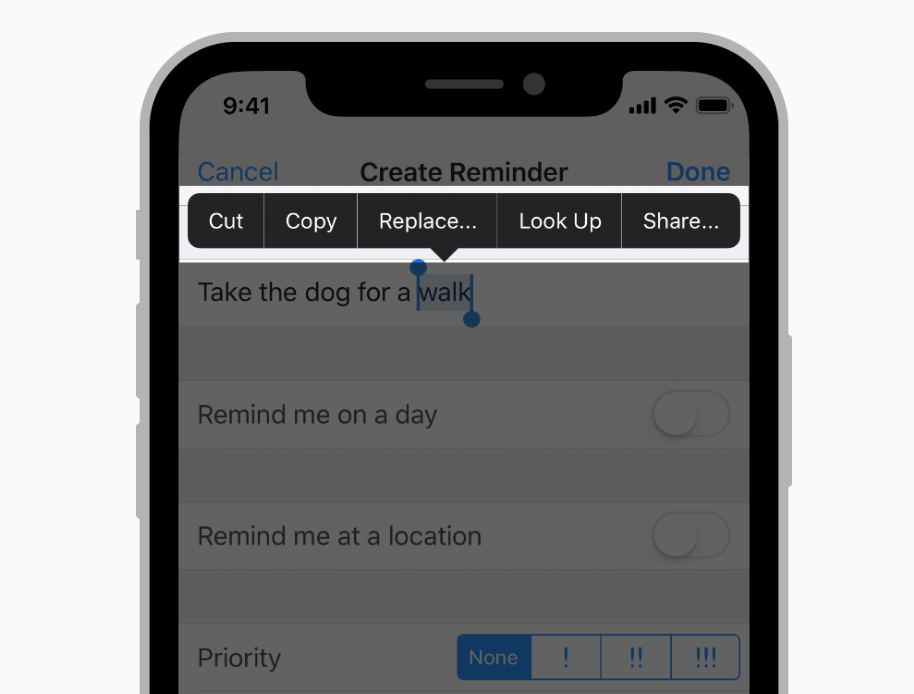 9:41
Cancel Create Reminder Done
Cut Copy Replace... Look Up Share...
Take the dog for a walk
Remind me on a day
Remind me at a location
Priority None ! !! !!!